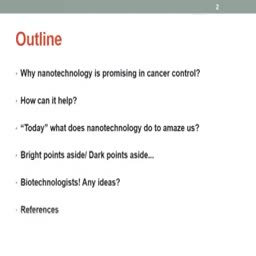 2
Outline
· Why nanotechnology is promising in cancer control?
· How can it help?
· “Today” what does nanotechnology do to amaze us?
· Bright points aside/ Dark points aside...
· Biotechnologists! Any ideas?
· References